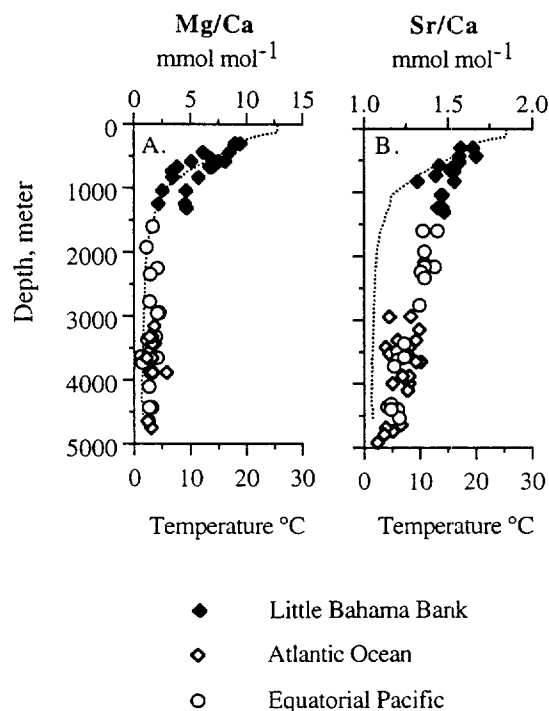 Mg/Ca
mmol mol-1
0 5 10 15
Sr/Ca
mmol mol-1
1.0 1.5 2.0
Depth, meter
0
1000
2000
3000
4000
5000
A.
B.
0 10 20 30
Temperature °C
0 10 20 30
Temperature °C
Little Bahama Bank
Atlantic Ocean
Equatorial Pacific